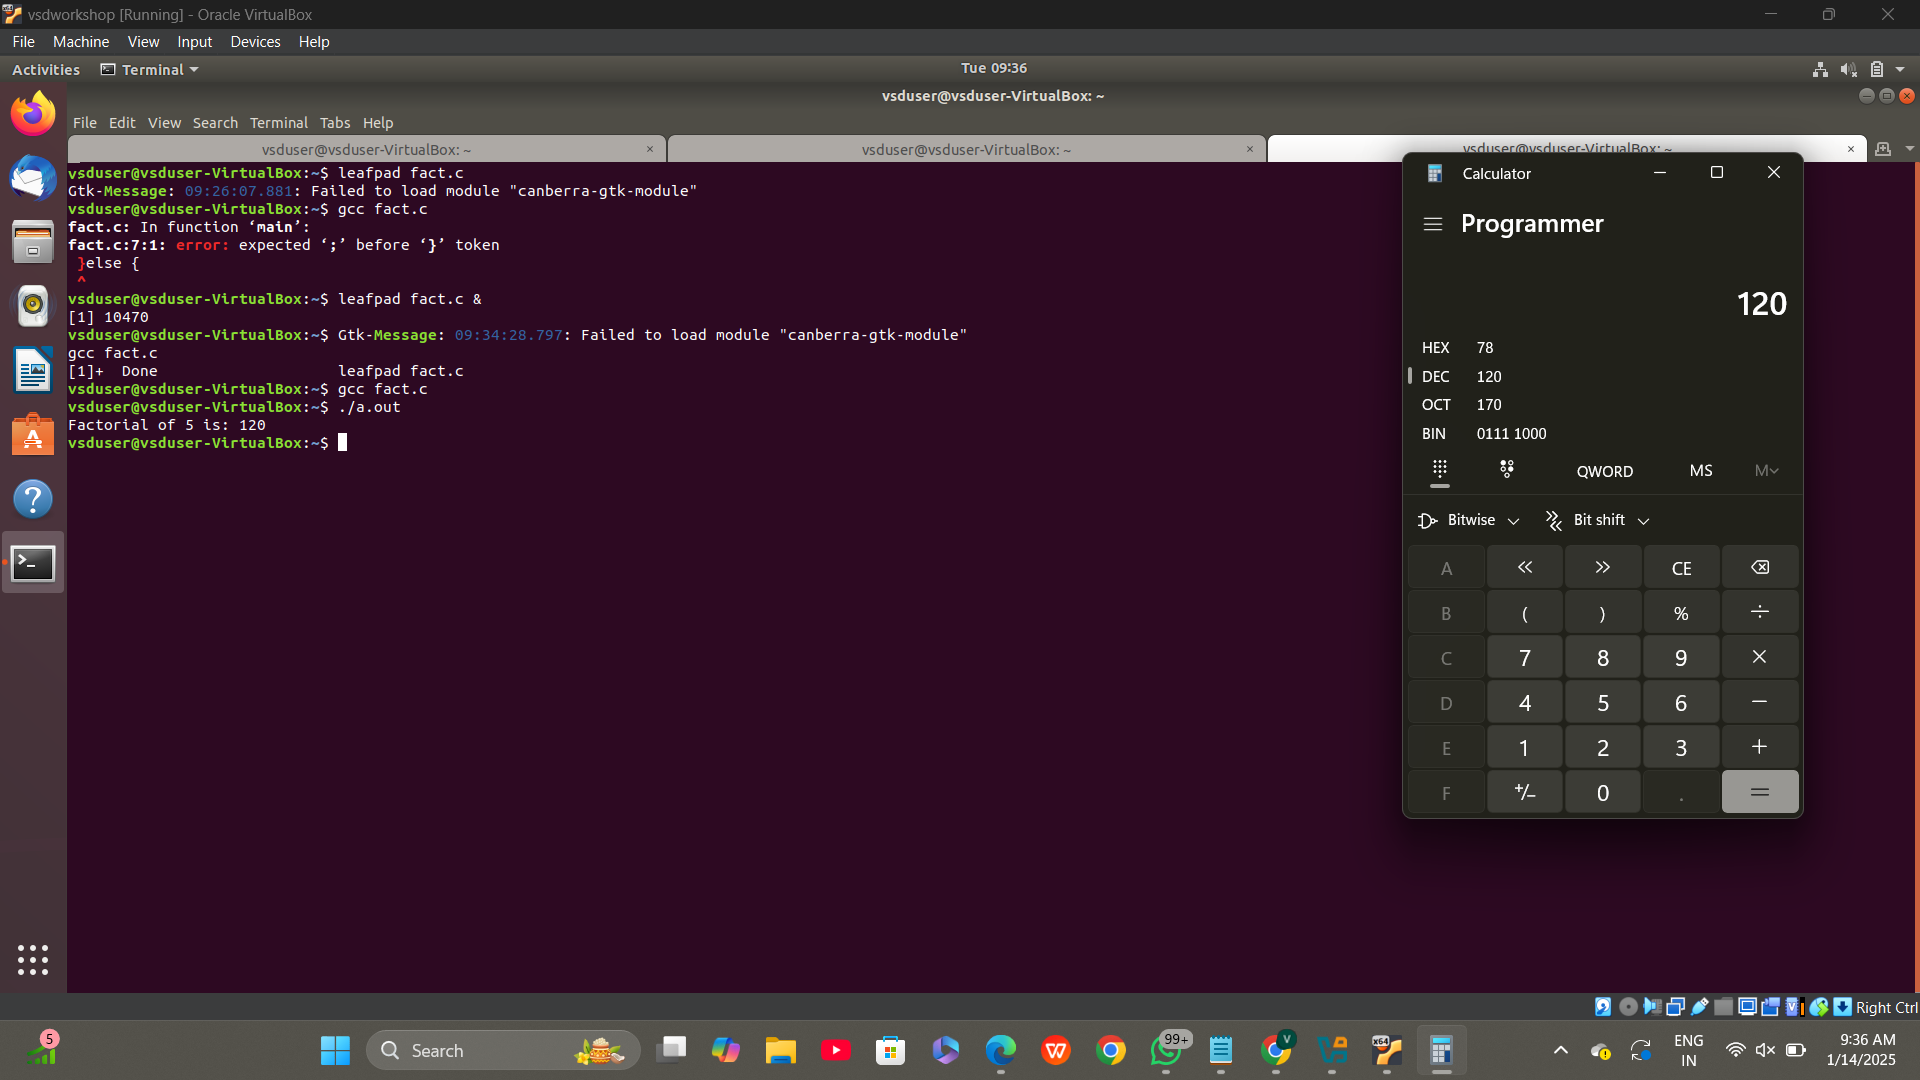 vsdworkshop [Running] - Oracle VirtualBox
File Machine View Input Devices Help
Activities Terminal Tue 09:36
vsduser@vsduser-VirtualBox: ~
File Edit View Search Terminal Tabs Help
vsduser@vsduser-VirtualBox: ~ × vsduser@vsduser-VirtualBox: ~ × vsduser@vsduser-VirtualBox: ~ ×
vsduser@vsduser-VirtualBox:~$ leafpad fact.c
Gtk-Message: 09:26:07.881: Failed to load module "canberra-gtk-module"
vsduser@vsduser-VirtualBox:~$ gcc fact.c
fact.c: In function ‘main’:
fact.c:7:1: error: expected ‘;’ before ‘}’ token
}else {
^
vsduser@vsduser-VirtualBox:~$ leafpad fact.c &
[1] 10470
vsduser@vsduser-VirtualBox:~$ Gtk-Message: 09:34:28.797: Failed to load module "canberra-gtk-module"
gcc fact.c
[1]+ Done leafpad fact.c
vsduser@vsduser-VirtualBox:~$ gcc fact.c
vsduser@vsduser-VirtualBox:~$ ./a.out
Factorial of 5 is: 120
vsduser@vsduser-VirtualBox:~$
Calculator
Programmer
120
HEX 78
DEC 120
OCT 170
BIN 0111 1000
QWORD MS M
Bitwise Bit shift
A « » CE
B ( ) % ÷
C 7 8 9 ×
D 4 5 6 −
E 1 2 3 +
F +/− 0 . =
Right Ctrl
5
Search
99+
V
x64
ENG
IN
9:36 AM
1/14/2025